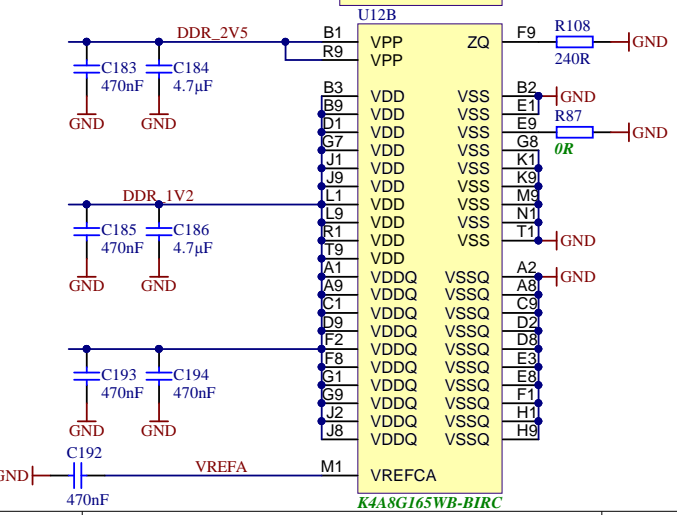 U12B
DDR_2V5
B1
VPP
ZQ
F9
R108
GND
R9
VPP
240R
C183
470nF
C184
4.7µF
GND
GND
B3
VDD
VSS
B2
GND
B9
VDD
VSS
E1
R87
D1
VDD
VSS
E9
GND
G7
VDD
VSS
G8
0R
J1
VDD
VSS
K1
J9
VDD
VSS
K9
DDR_1V2
L1
VDD
VSS
M9
L9
VDD
VSS
N1
R1
VDD
VSS
T1
GND
T9
VDD
C185
470nF
C186
4.7µF
GND
GND
A1
VDDQ
VSSQ
A2
GND
A9
VDDQ
VSSQ
A8
C1
VDDQ
VSSQ
C9
D9
VDDQ
VSSQ
D2
F2
VDDQ
VSSQ
D8
F8
VDDQ
VSSQ
E3
G1
VDDQ
VSSQ
E8
G9
VDDQ
VSSQ
F1
J2
VDDQ
VSSQ
H1
J8
VDDQ
VSSQ
H9
C193
470nF
C194
470nF
GND
GND
C192
GND
VREFA
M1
VREFCA
470nF
K4A8G165WB-BIRC